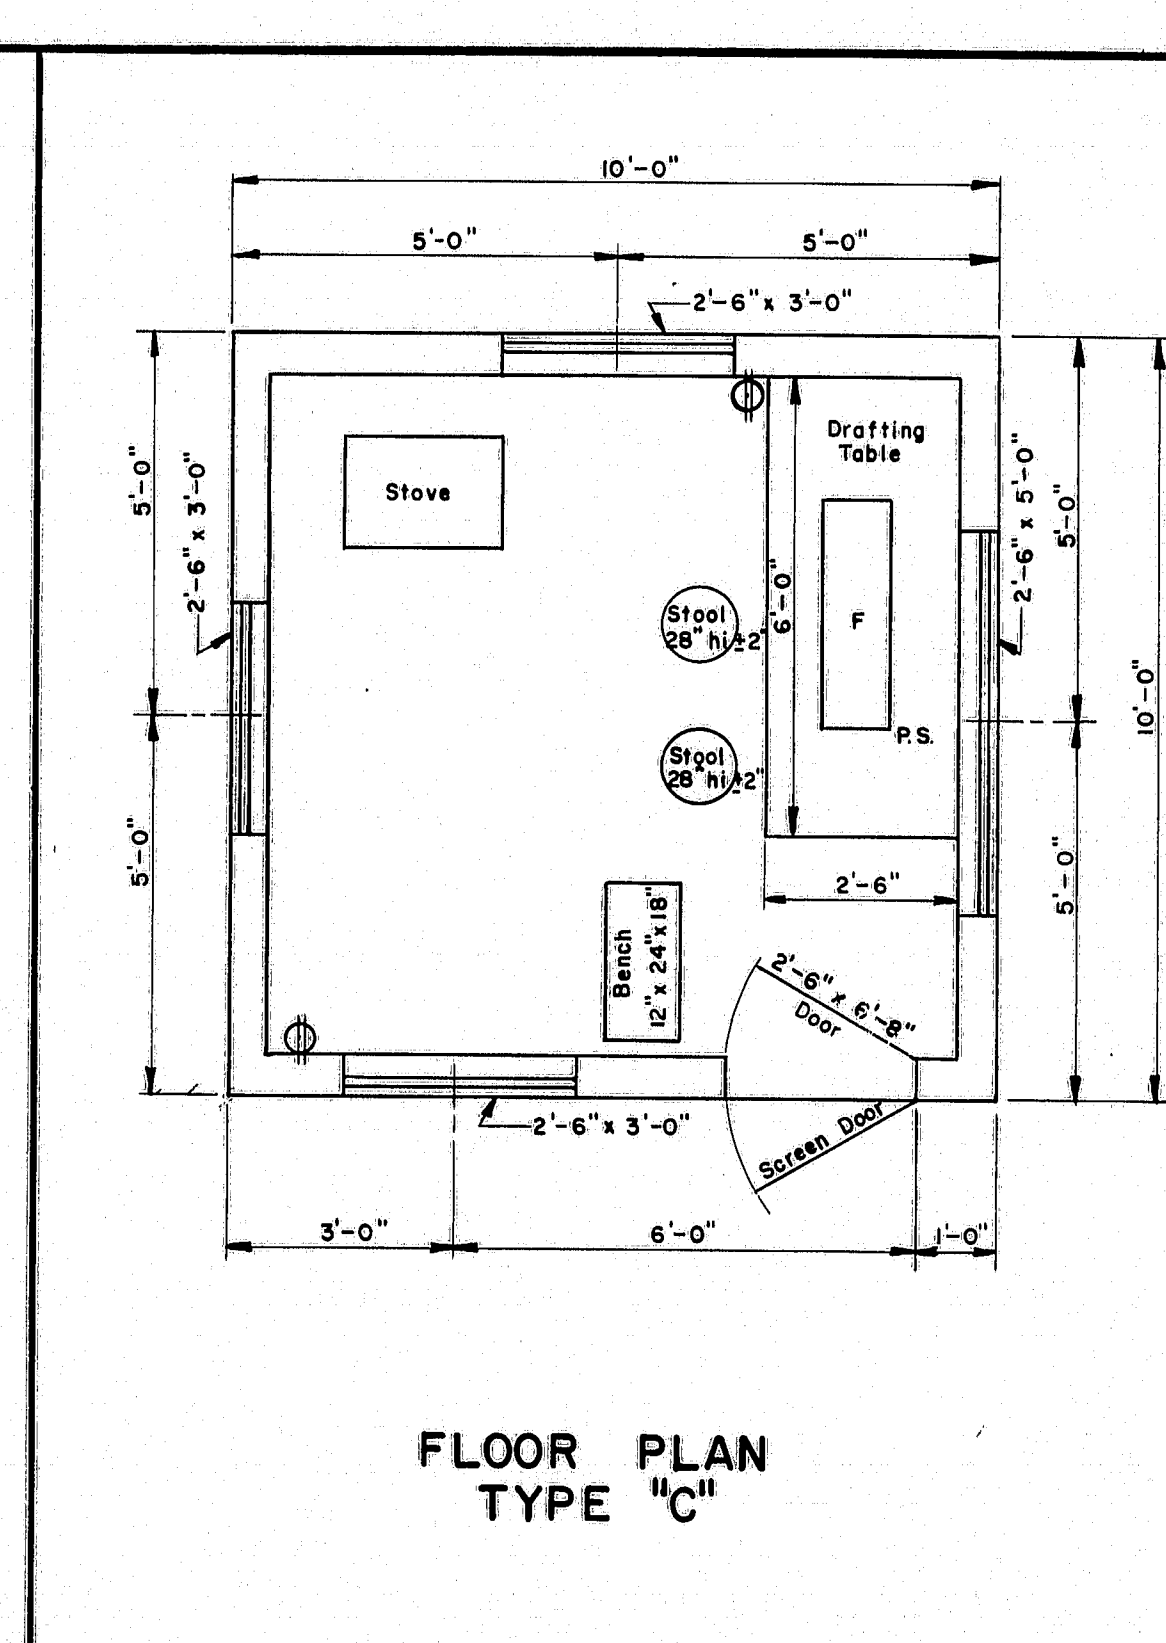 10'-0"
5'-0"
5'-0"
2'-6" x 3'-0"
Drafting
Table
5'-0"
2'-6" x 3'-0"
Stove
2'-6" x 5'-0"
5'-0"
10'-0"
6'-0"
Stool
28" hi ±2"
F
P.S.
Stool
28" hi ±2"
5'-0"
5'-0"
2'-6"
Bench
12" x 24" x 18"
2'-6" x 6'-8"
Door
2'-6" x 3'-0"
Screen Door
3'-0"
6'-0"
1'-0"
FLOOR PLAN
TYPE "C"